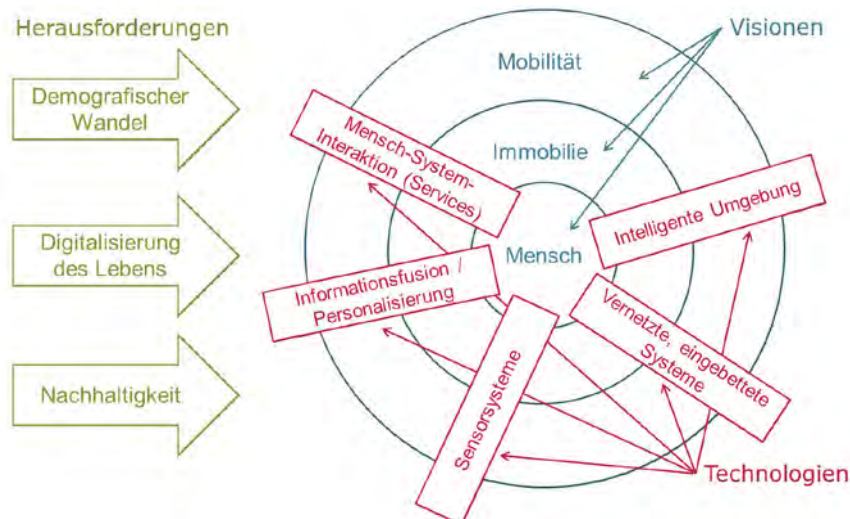 Herausforderungen
Demografischer
Wandel
Digitalisierung
des Lebens
Nachhaltigkeit
Visionen
Mobilität
Immobilie
Mensch
Mensch-System-
Interaktion (Services)
Intelligente Umgebung
Informationsfusion /
Personalisierung
Vernetzte, eingebettete
Systeme
Sensorsysteme
Technologien